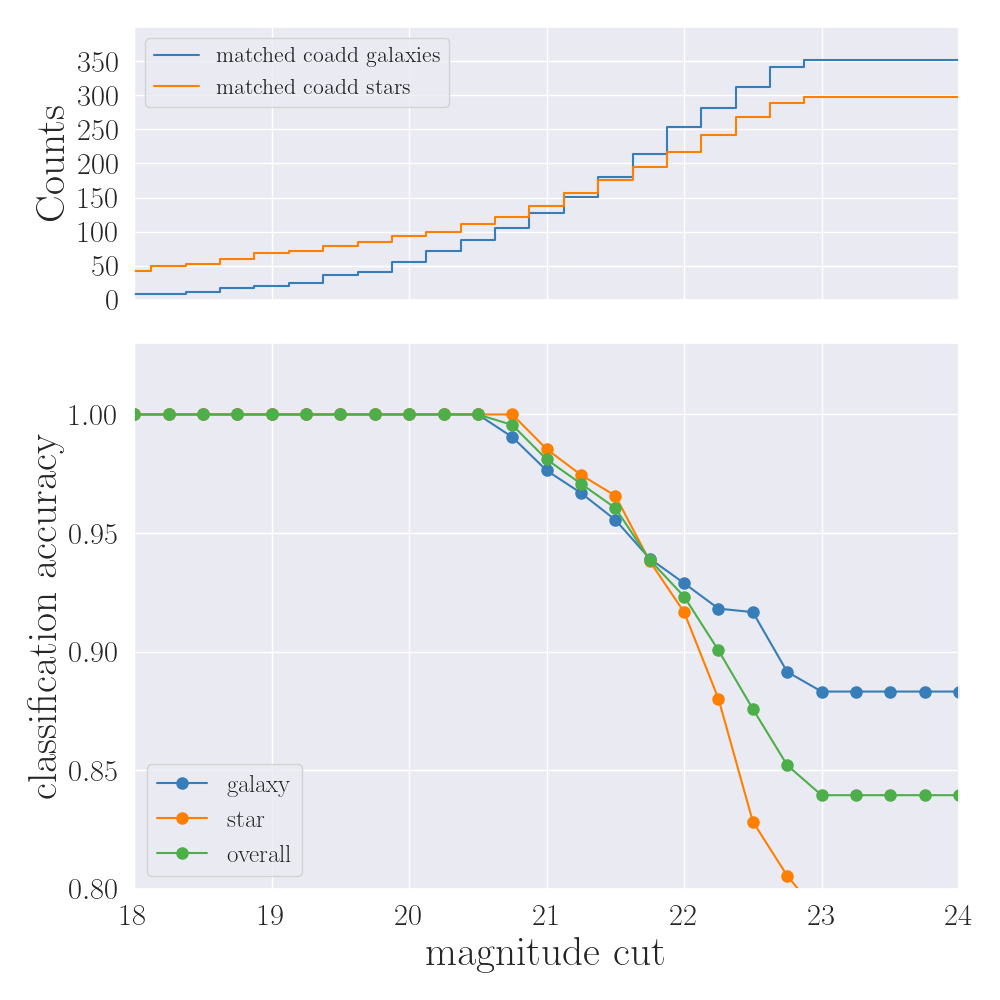 matched coadd galaxies
matched coadd stars
Counts
350
300
250
200
150
100
50
0
classification accuracy
1.00
0.95
0.90
0.85
0.80
galaxy
star
overall
18 19 20 21 22 23 24
magnitude cut